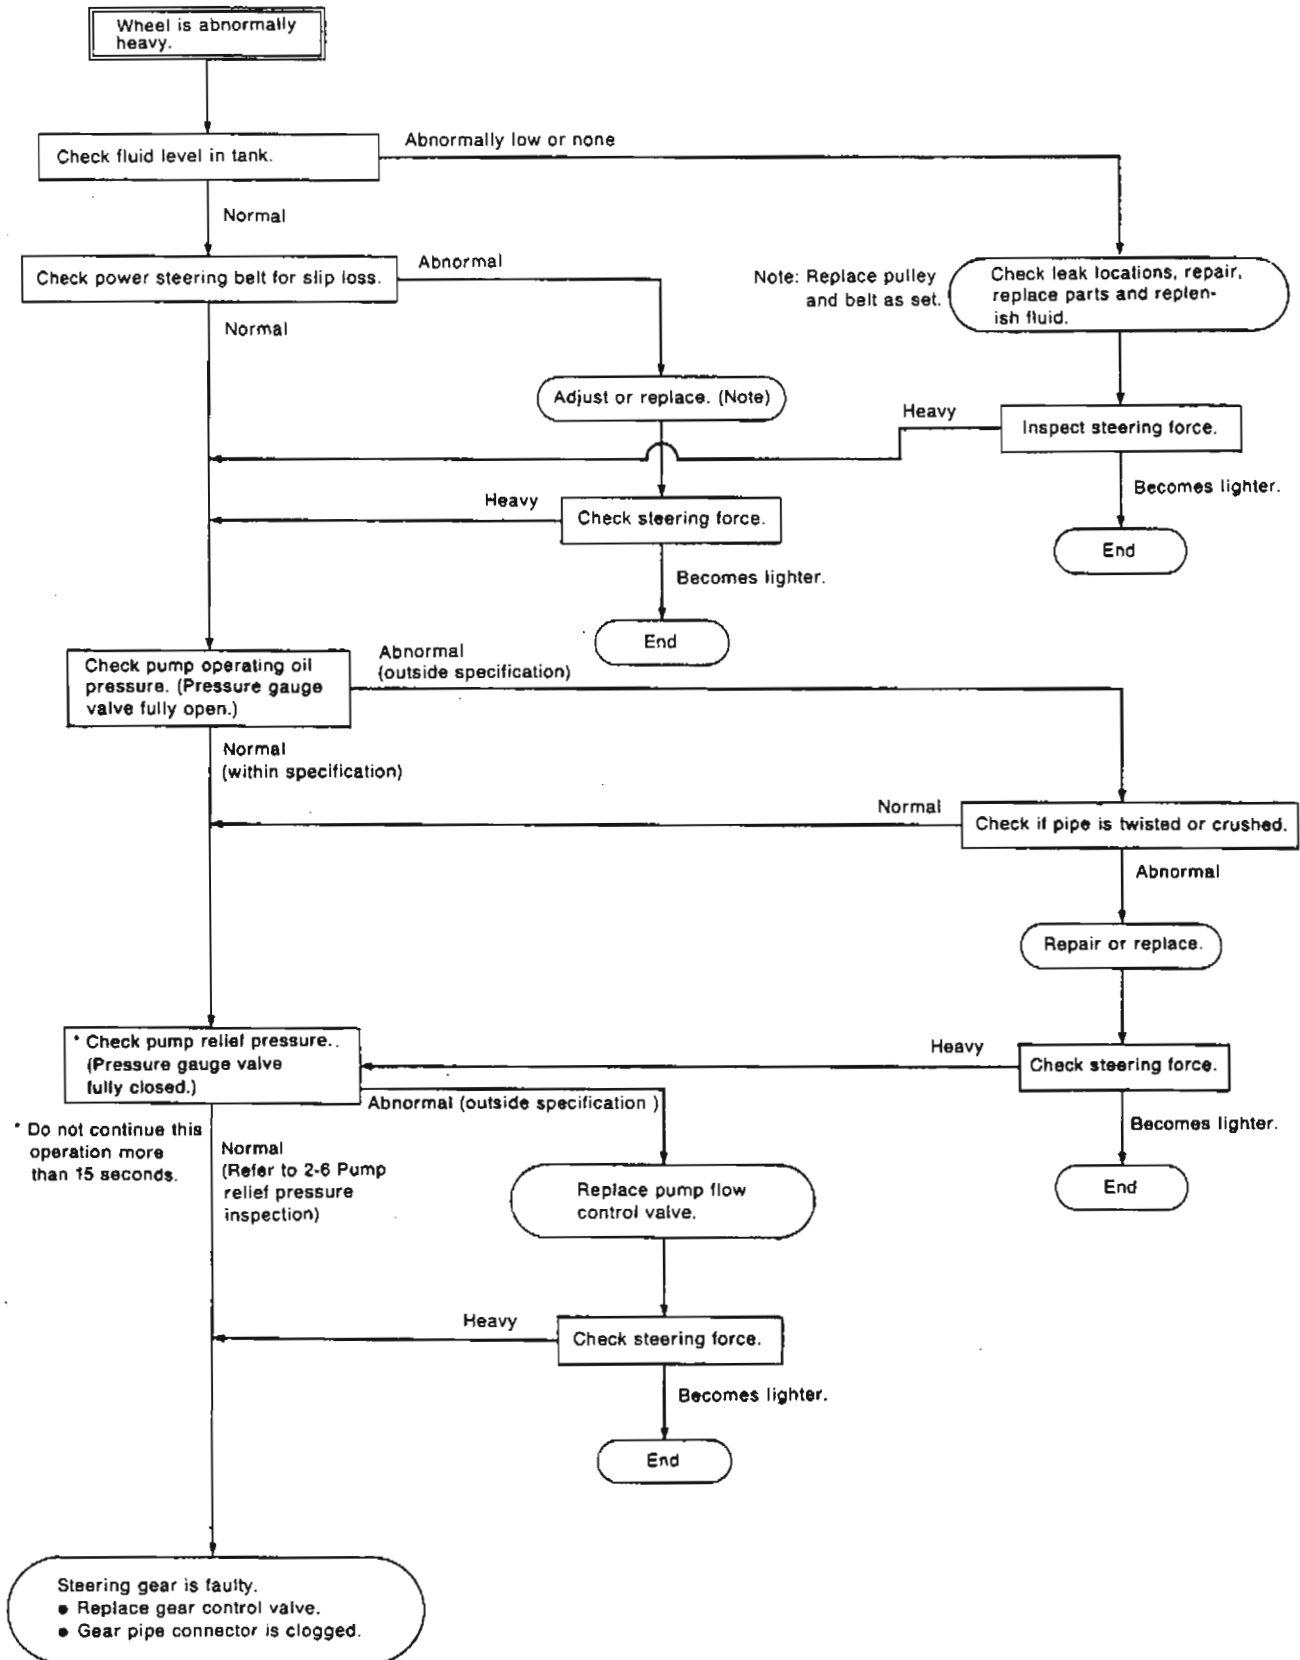 Wheel is abnormally
heavy.
Check fluid level in tank.
Abnormally low or none
Normal
Check power steering belt for slip loss.
Abnormal
Note: Replace pulley
and belt as set.
Check leak locations, repair,
replace parts and replen-
ish fluid.
Normal
Adjust or replace. (Note)
Heavy
Inspect steering force.
Becomes lighter.
Heavy
Check steering force.
End
Becomes lighter.
End
Check pump operating oil
pressure. (Pressure gauge
valve fully open.)
Abnormal
(outside specification)
Normal
(within specification)
Normal
Check if pipe is twisted or crushed.
Abnormal
Repair or replace.
* Check pump relief pressure..
(Pressure gauge valve
fully closed.)
Heavy
Check steering force.
Abnormal (outside specification )
Becomes lighter.
* Do not continue this
operation more
than 15 seconds.
Normal
(Refer to 2-6 Pump
relief pressure
inspection)
Replace pump flow
control valve.
End
Heavy
Check steering force.
Becomes lighter.
End
Steering gear is faulty.
● Replace gear control valve.
● Gear pipe connector is clogged.